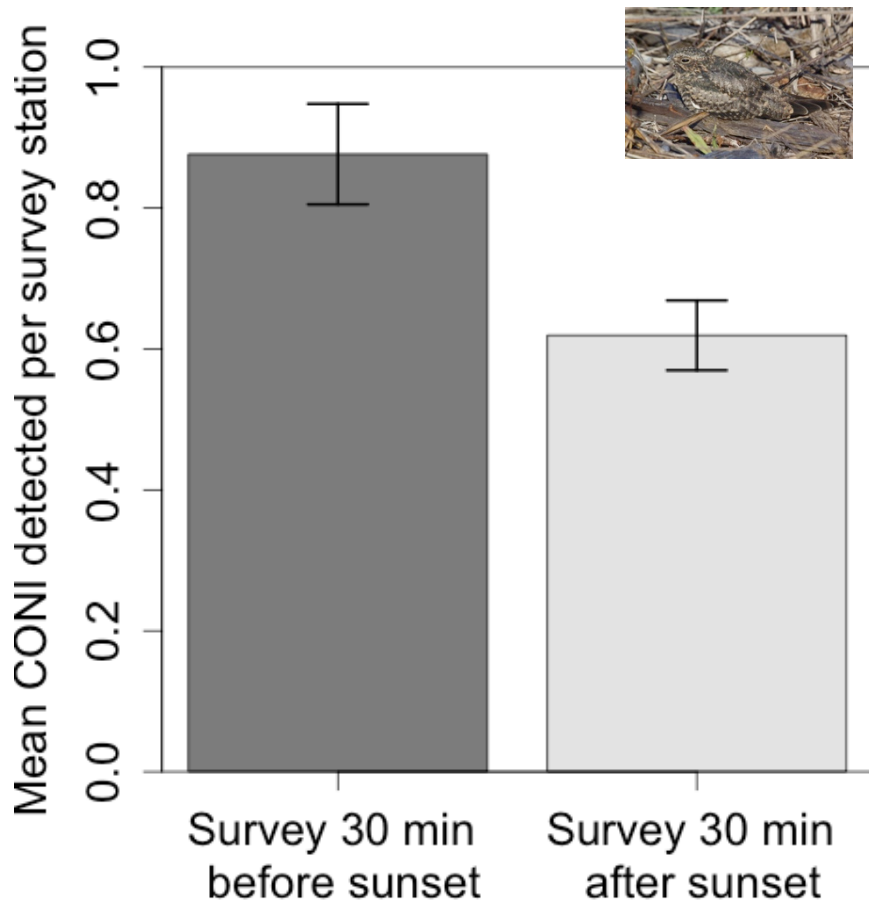 Mean CONI detected per survey station
1.0
0.8
0.6
0.4
0.2
0.0
Survey 30 min
before sunset
Survey 30 min
after sunset